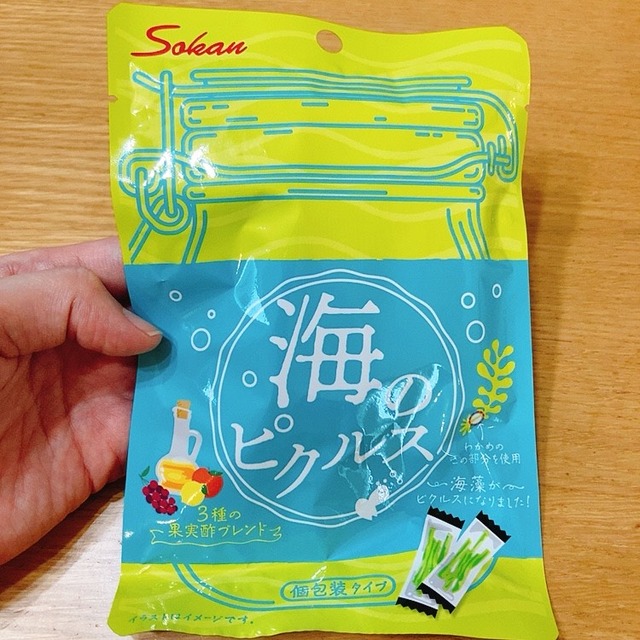 Sokan
海の
ピクルス
わかめの
この部分を使用
海藻が
ピクルスになりました!
3種の
果実酢ブレンド
個包装タイプ
イラストはイメージです。